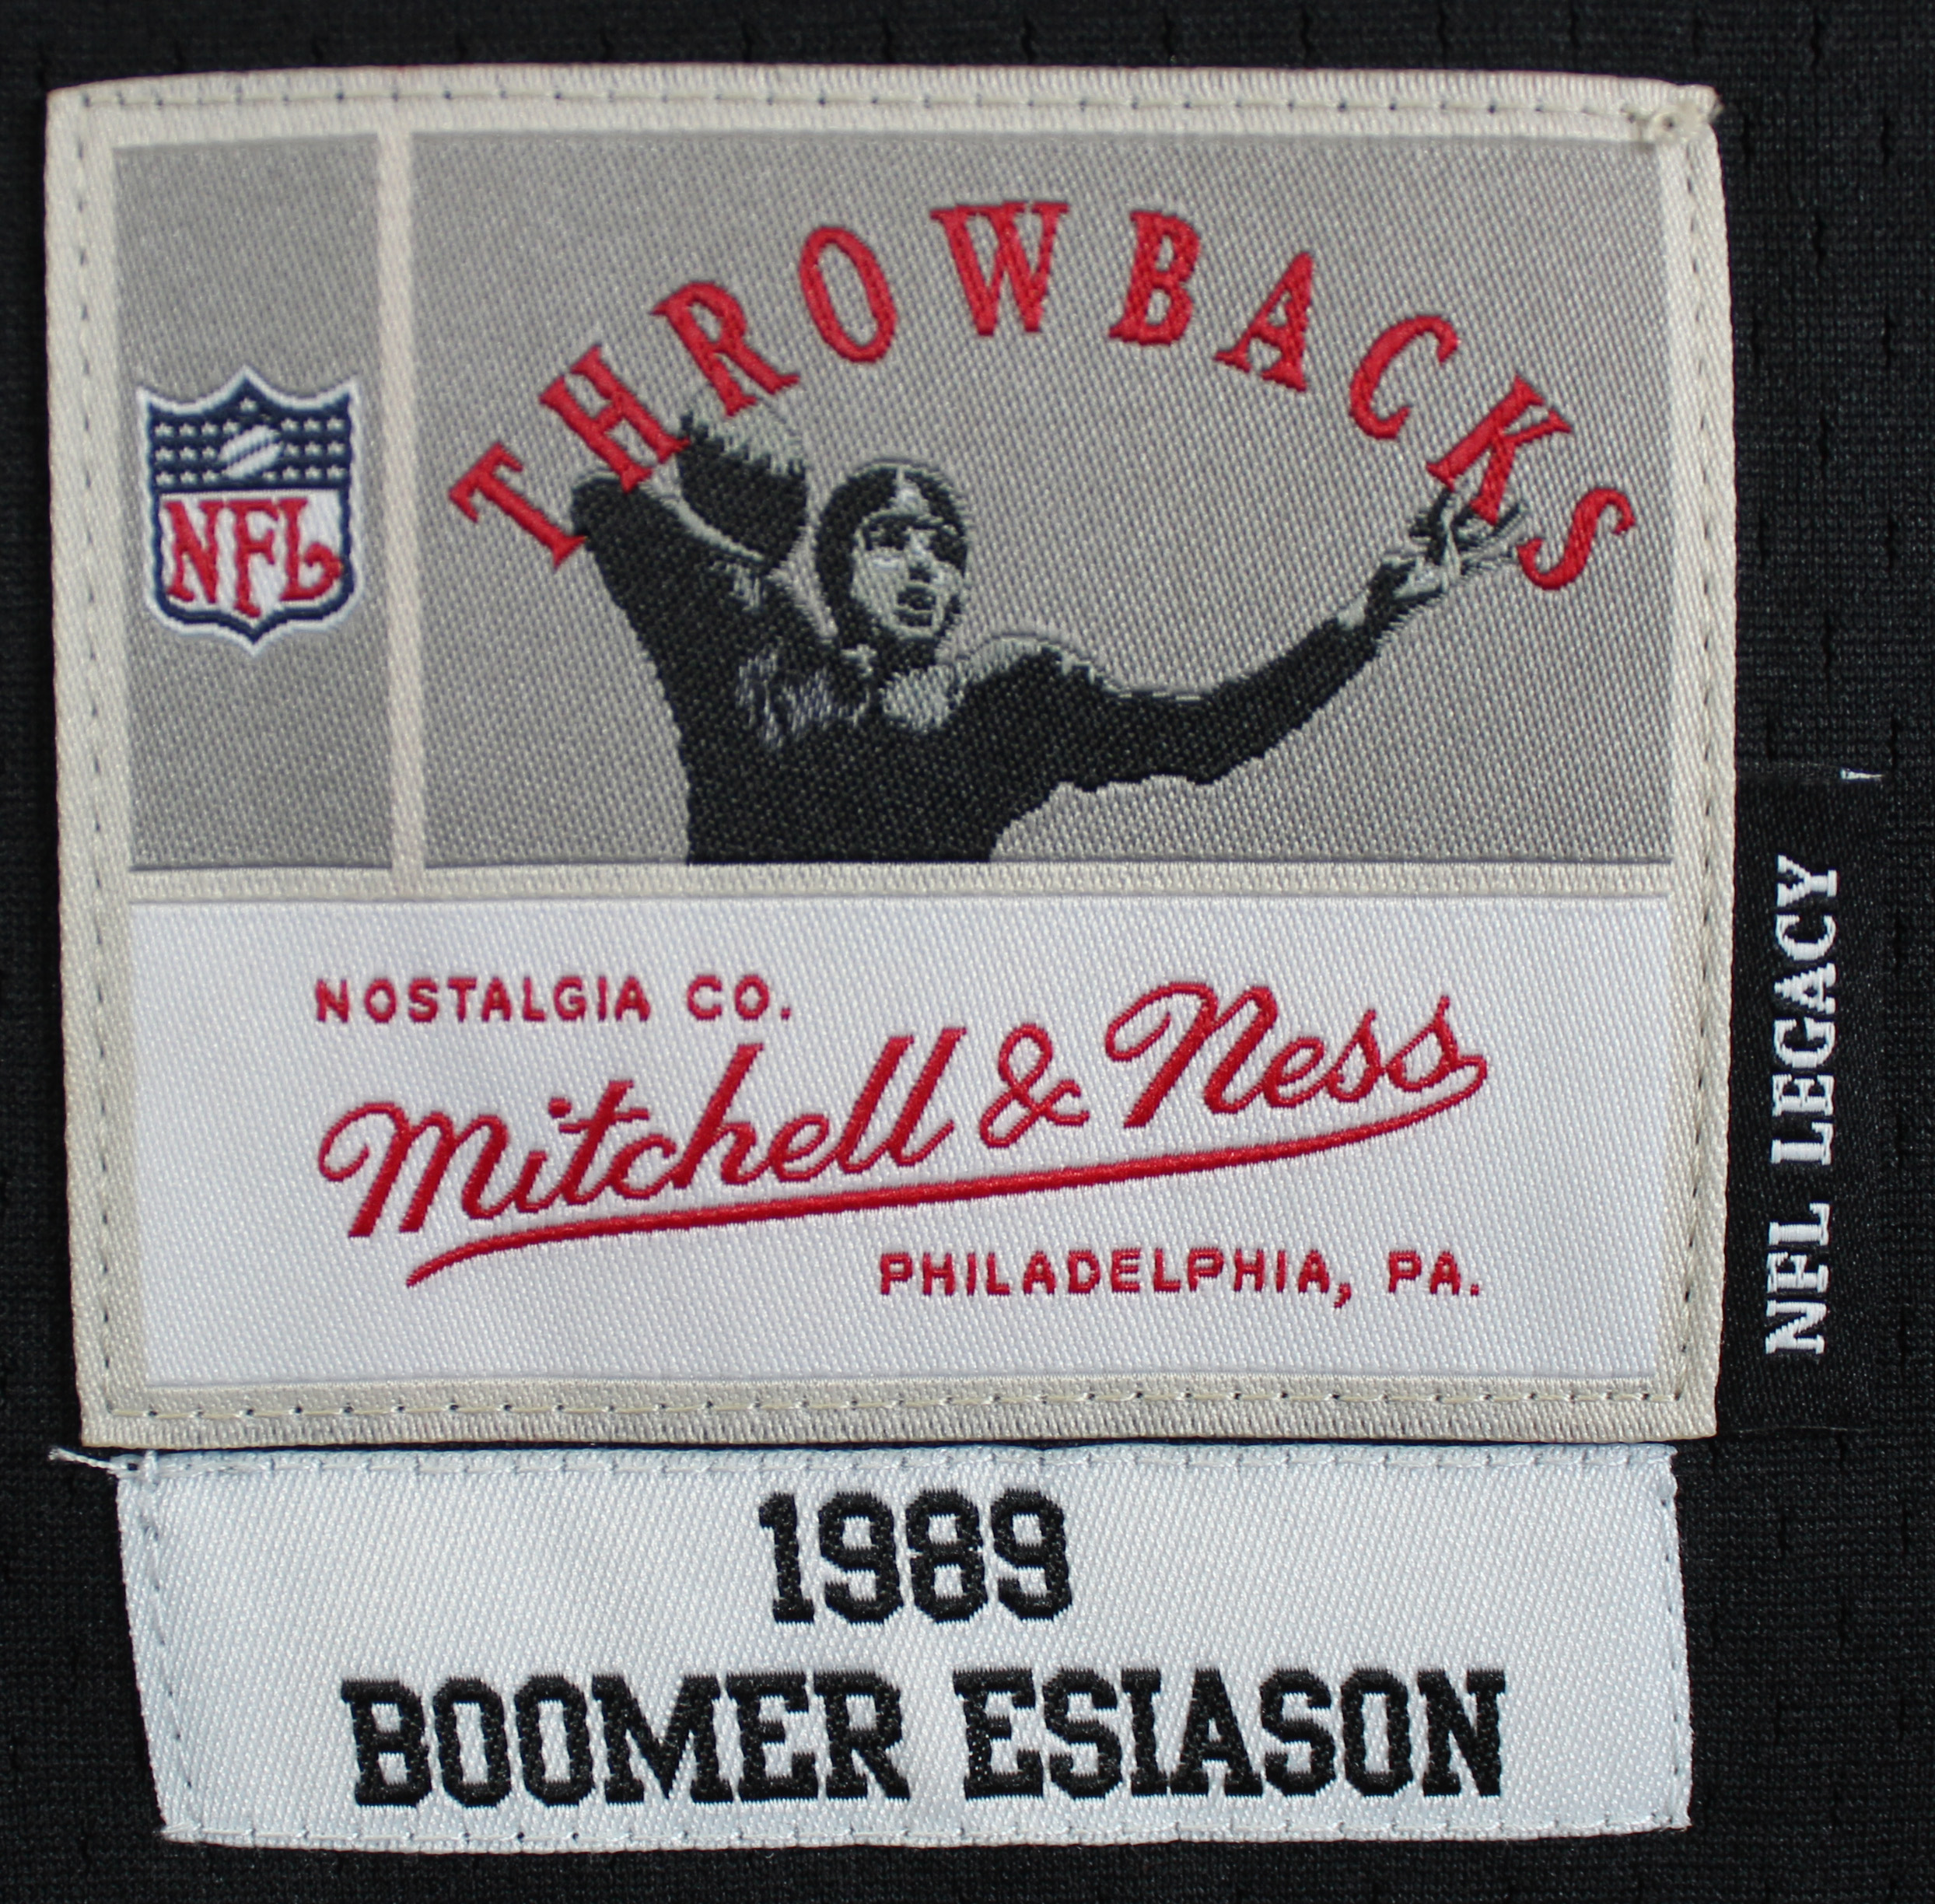 THROWBACKS
NFL
NOSTALGIA CO.
Mitchell & Ness
PHILADELPHIA, PA.
NFL LEGACY
1989
BOOMER ESIASON